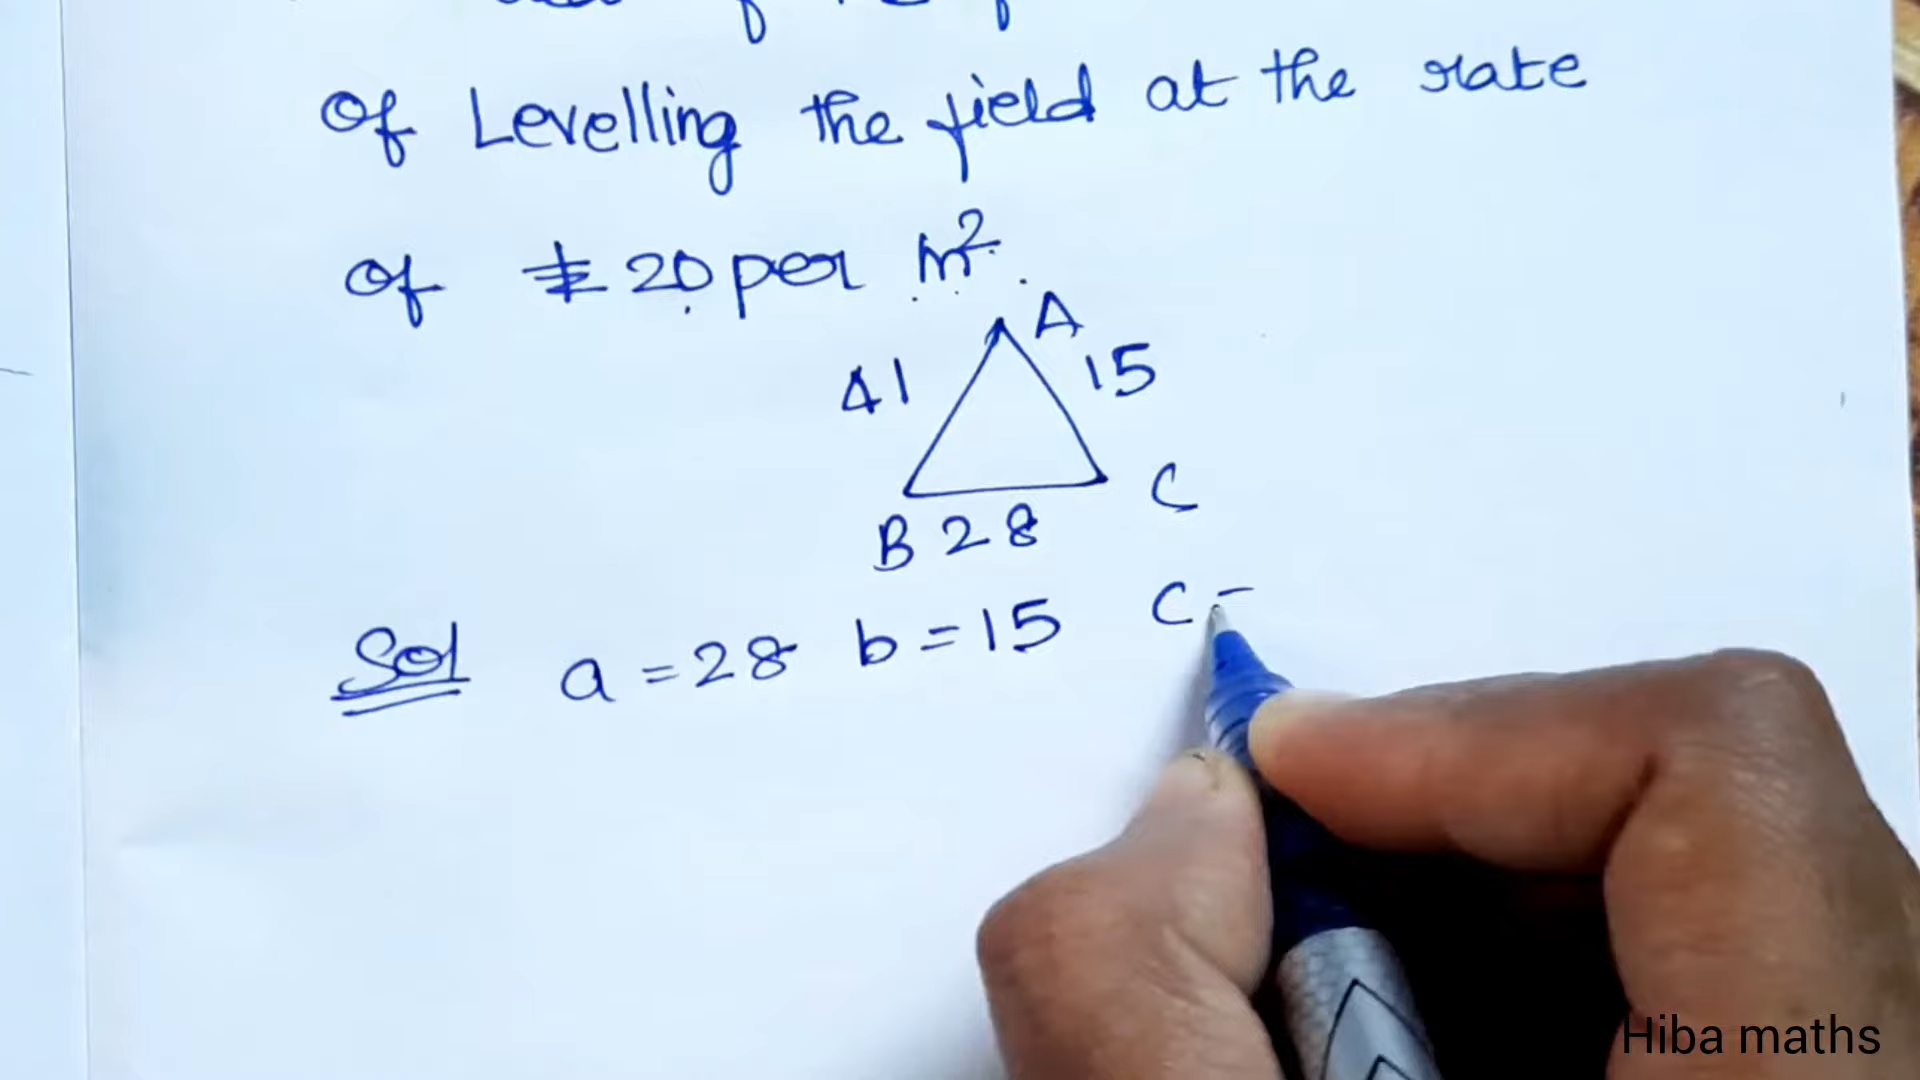 of Levelling the field at the rate
of ₹ 20 per m².
A
41 15
B 28 C
Sol a = 28 b = 15 C =
Hiba maths